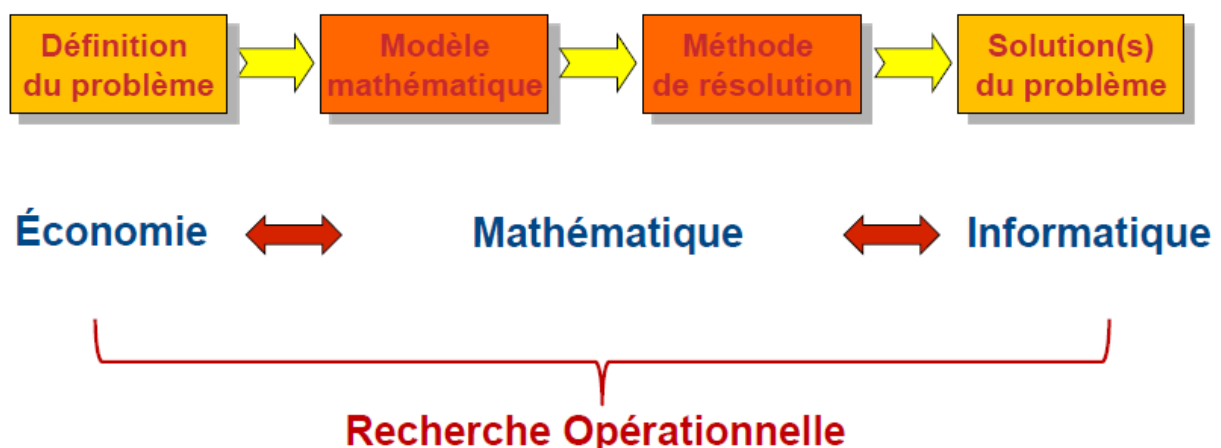 Définition
du problème
Modèle
mathématique
Méthode
de résolution
Solution(s)
du problème
Économie
Mathématique
Informatique
Recherche Opérationnelle